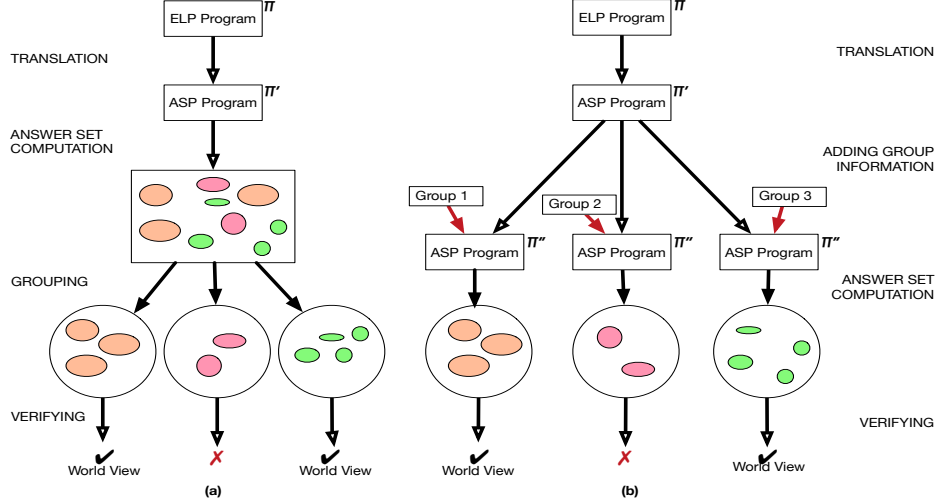 ELP Program π
TRANSLATION
ASP Program π′
ANSWER SET
COMPUTATION
GROUPING
VERIFYING
World View
World View
(a)
ELP Program π
TRANSLATION
ASP Program π′
ADDING GROUP
INFORMATION
Group 1
Group 2
Group 3
ASP Program π″
ASP Program π″
ASP Program π″
ANSWER SET
COMPUTATION
VERIFYING
World View
World View
(b)